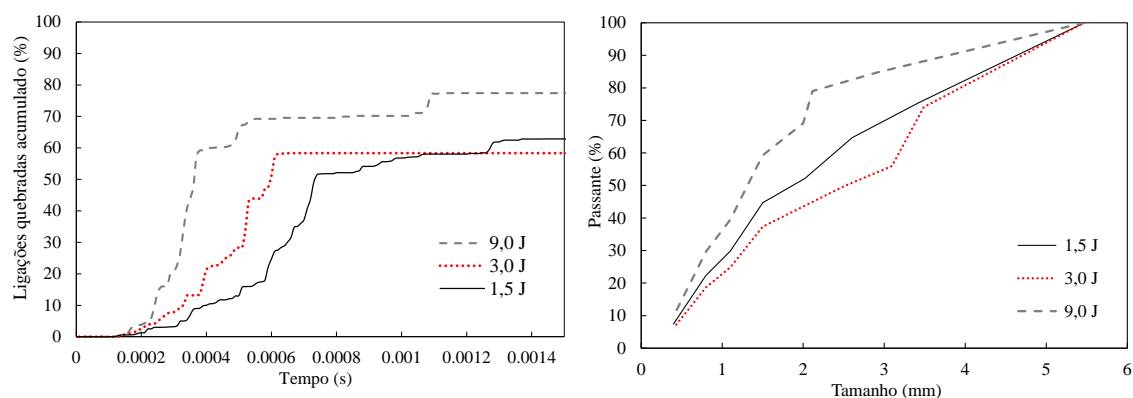 Ligações quebradas acumulado (%)
100
90
80
70
60
50
40
30
20
10
0
9,0 J
3,0 J
1,5 J
0 0.0002 0.0004 0.0006 0.0008 0.001 0.0012 0.0014
Tempo (s)
Passante (%)
100
90
80
70
60
50
40
30
20
10
0
1,5 J
3,0 J
9,0 J
0 1 2 3 4 5 6
Tamanho (mm)